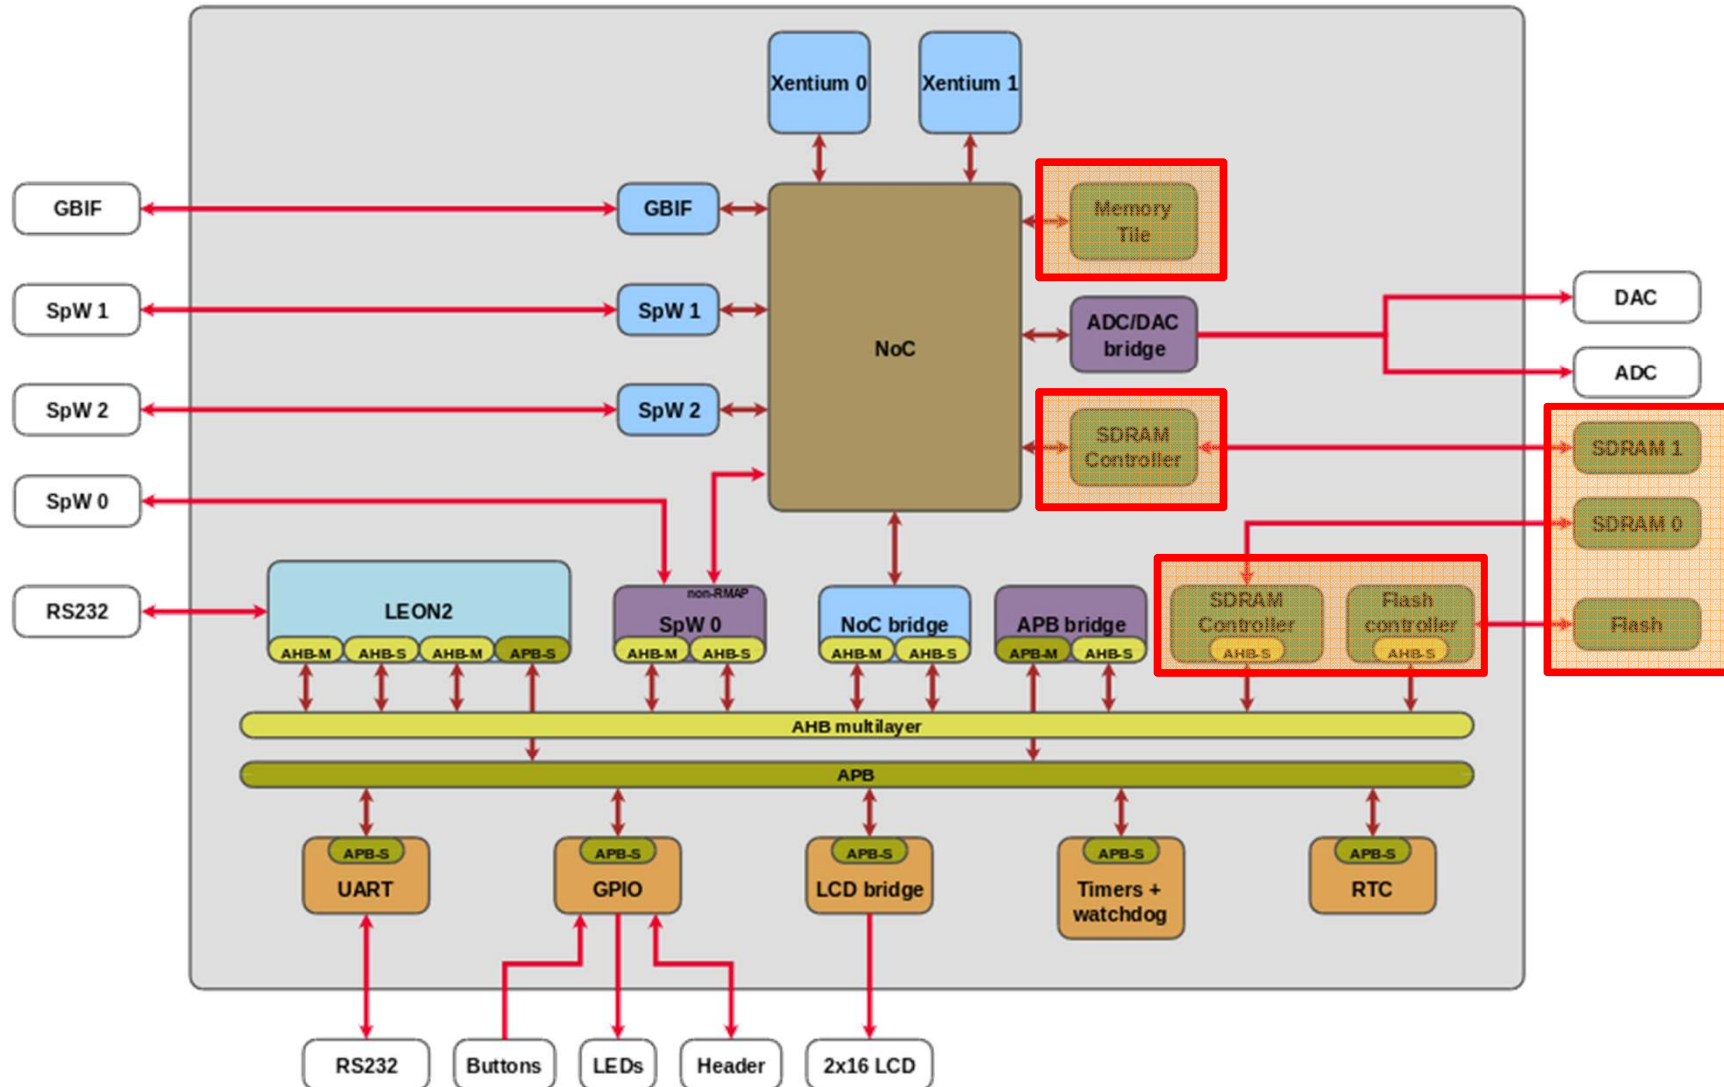 Xentium 0
Xentium 1
GBIF
GBIF
Memory
Tile
SpW 1
SpW 1
NoC
ADC/DAC
bridge
DAC
ADC
SpW 2
SpW 2
SDRAM
Controller
SDRAM 1
SpW 0
SDRAM 0
RS232
LEON2
AHB-M
AHB-S
AHB-M
APB-S
non-RMAP
SpW 0
AHB-M
AHB-S
NoC bridge
AHB-M
AHB-S
APB bridge
APB-M
AHB-S
SDRAM
Controller
AHB-S
Flash
controller
AHB-S
Flash
AHB multilayer
APB
APB-S
UART
APB-S
GPIO
APB-S
LCD bridge
APB-S
Timers +
watchdog
APB-S
RTC
RS232
Buttons
LEDs
Header
2x16 LCD